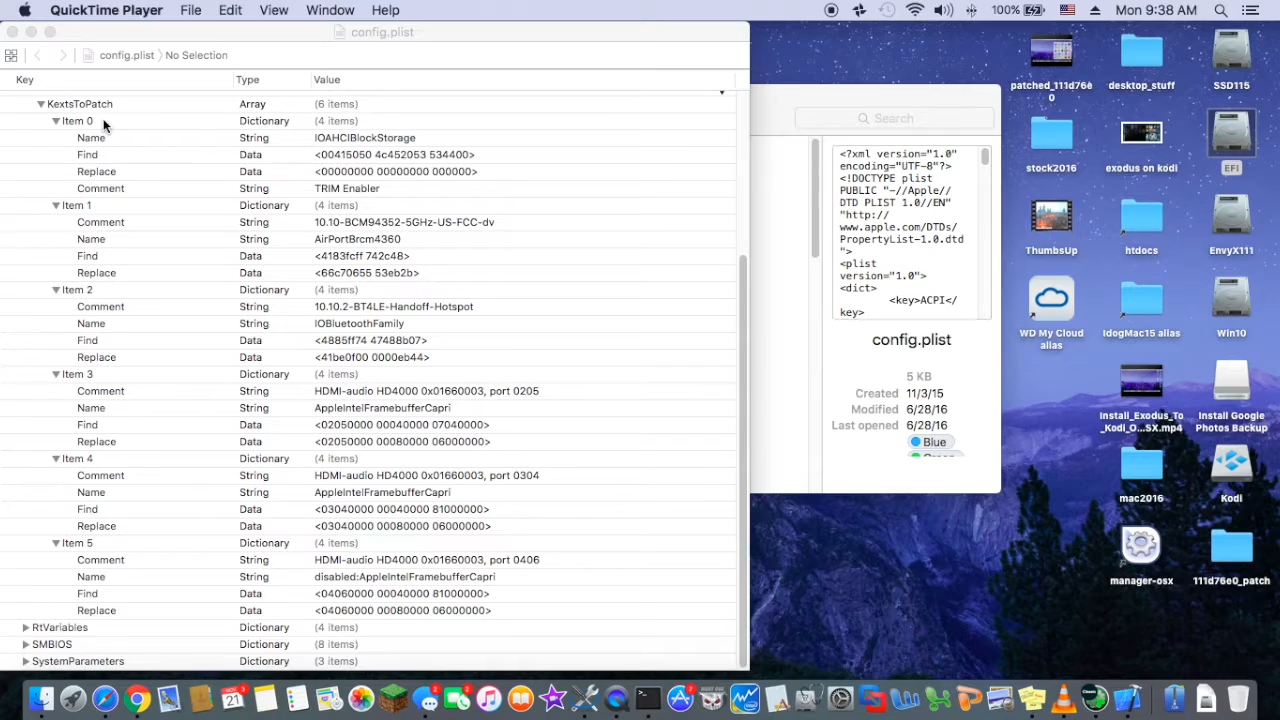 QuickTime Player File Edit View Window Help
100% Mon 9:38 AM
config.plist
config.plist No Selection
Key Type Value
KextsToPatch Array (6 items)
Item 0 Dictionary (4 items)
Name String IOAHCIBlockStorage
Find Data <00415050 4c452053 534400>
Replace Data <00000000 00000000 000000>
Comment String TRIM Enabler
Item 1 Dictionary (4 items)
Comment String 10.10-BCM94352-5GHz-US-FCC-dv
Name String AirPortBrcm4360
Find Data <4183fcff 742c48>
Replace Data <66c70655 53eb2b>
Item 2 Dictionary (4 items)
Comment String 10.10.2-BT4LE-Handoff-Hotspot
Name String IOBluetoothFamily
Find Data <4885ff74 47488b07>
Replace Data <41be0f00 0000eb44>
Item 3 Dictionary (4 items)
Comment String HDMI-audio HD4000 0x01660003, port 0205
Name String AppleIntelFramebufferCapri
Find Data <02050000 00040000 07040000>
Replace Data <02050000 00080000 06000000>
Item 4 Dictionary (4 items)
Comment String HDMI-audio HD4000 0x01660003, port 0304
Name String AppleIntelFramebufferCapri
Find Data <03040000 00040000 81000000>
Replace Data <03040000 00080000 06000000>
Item 5 Dictionary (4 items)
Comment String HDMI-audio HD4000 0x01660003, port 0406
Name String disabled:AppleIntelFramebufferCapri
Find Data <04060000 00040000 81000000>
Replace Data <04060000 00080000 06000000>
RtVariables Dictionary (4 items)
SMBIOS Dictionary (8 items)
SystemParameters Dictionary (3 items)
Search
<?xml version="1.0"
encoding="UTF-8"?>
<!DOCTYPE plist
PUBLIC "-//Apple//
DTD PLIST 1.0//EN"
"http://
www.apple.com/DTDs/
PropertyList-1.0.dtd
">
<plist
version="1.0">
<dict>
<key>ACPI</
key>
config.plist
5 KB
Created 11/3/15
Modified 6/28/16
Last opened 6/28/16
Blue
patched_111d76e
0
desktop_stuff
SSD115
stock2016
exodus on kodi
EFI
ThumbsUp
htdocs
EnvyX111
WD My Cloud
alias
IdogMac15 alias
Win10
Install_Exodus_To
_Kodi_O...SX.mp4
Install Google
Photos Backup
mac2016
Kodi
manager-osx
111d76e0_patch